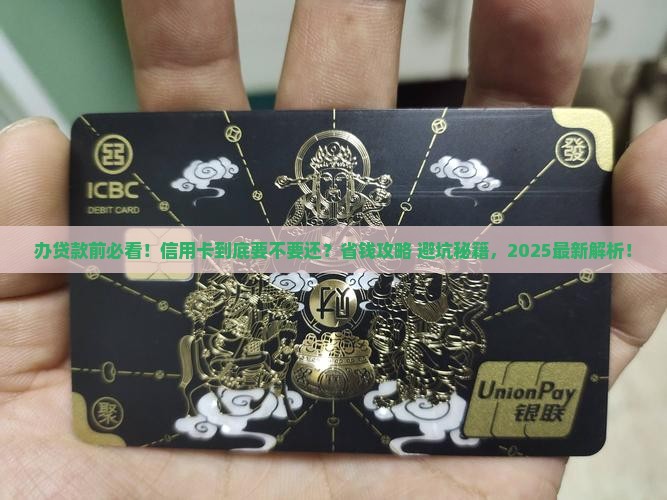 發
ICBC
DEBIT CARD
办贷款前必看！信用卡到底要不要还？省钱攻略 避坑秘籍，2025最新解析！
聚
UnionPay
银联